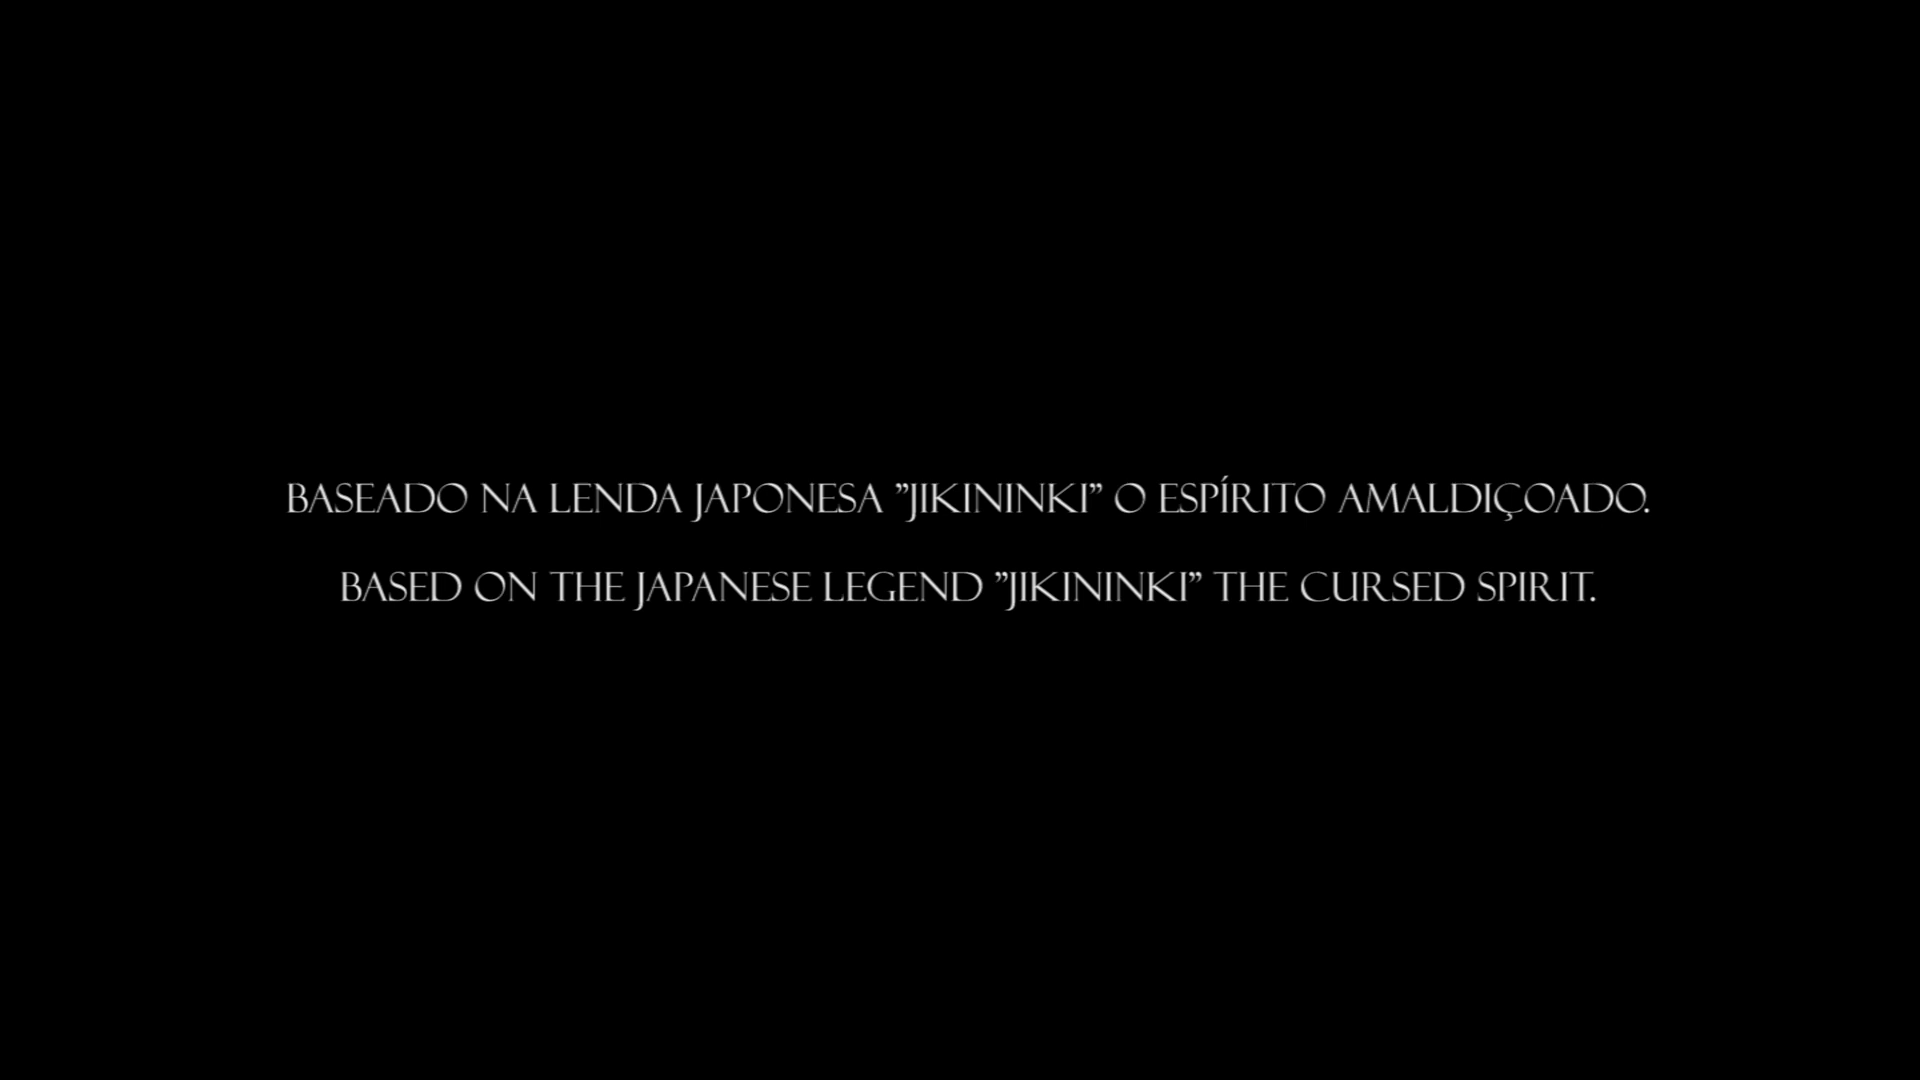 BASEADO NA LENDA JAPONESA ”JIKININKI” O ESPÍRITO AMALDIÇOADO.
BASED ON THE JAPANESE LEGEND ”JIKININKI” THE CURSED SPIRIT.